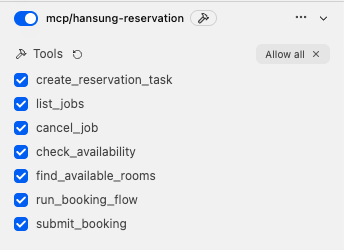 mcp/hansung-reservation
Tools
Allow all
create_reservation_task
list_jobs
cancel_job
check_availability
find_available_rooms
run_booking_flow
submit_booking